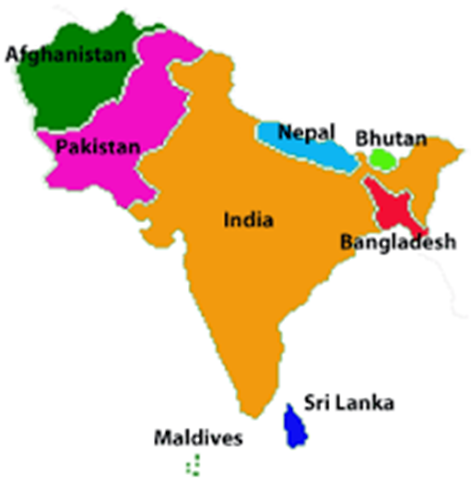 Afghanistan
Pakistan
Nepal
Bhutan
India
Bangladesh
Sri Lanka
Maldives